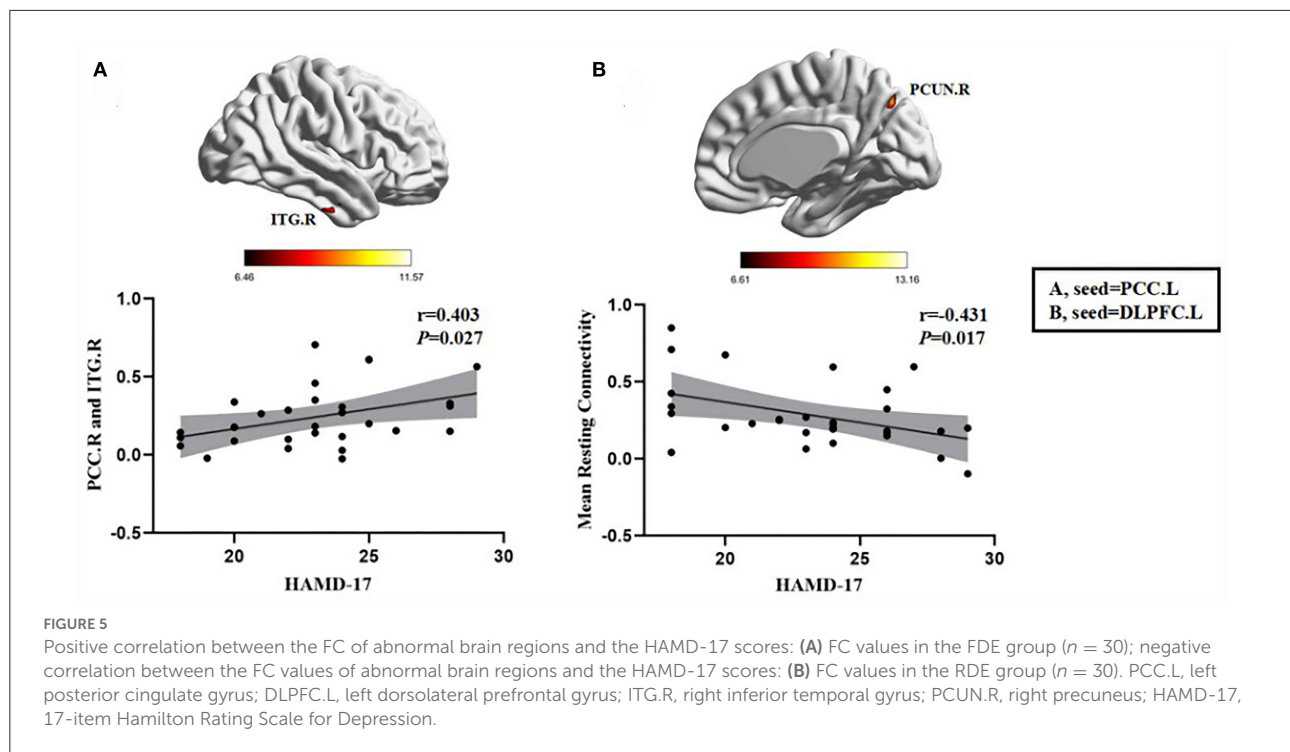 A
B
PCUN.R
ITG.R
6.46 11.57
6.61 13.16
A, seed=PCC.L
B, seed=DLPFC.L
r=0.403
P=0.027
PCC.R and ITG.R
1.0
0.5
0.0
-0.5
20 25 30
HAMD-17
r=-0.431
P=0.017
Mean Resting Connectivity
1.0
0.5
0.0
-0.5
20 25 30
HAMD-17
FIGURE 5
Positive correlation between the FC of abnormal brain regions and the HAMD-17 scores: (A) FC values in the FDE group (n = 30); negative
correlation between the FC values of abnormal brain regions and the HAMD-17 scores: (B) FC values in the RDE group (n = 30). PCC.L, left
posterior cingulate gyrus; DLPFC.L, left dorsolateral prefrontal gyrus; ITG.R, right inferior temporal gyrus; PCUN.R, right precuneus; HAMD-17,
17-item Hamilton Rating Scale for Depression.